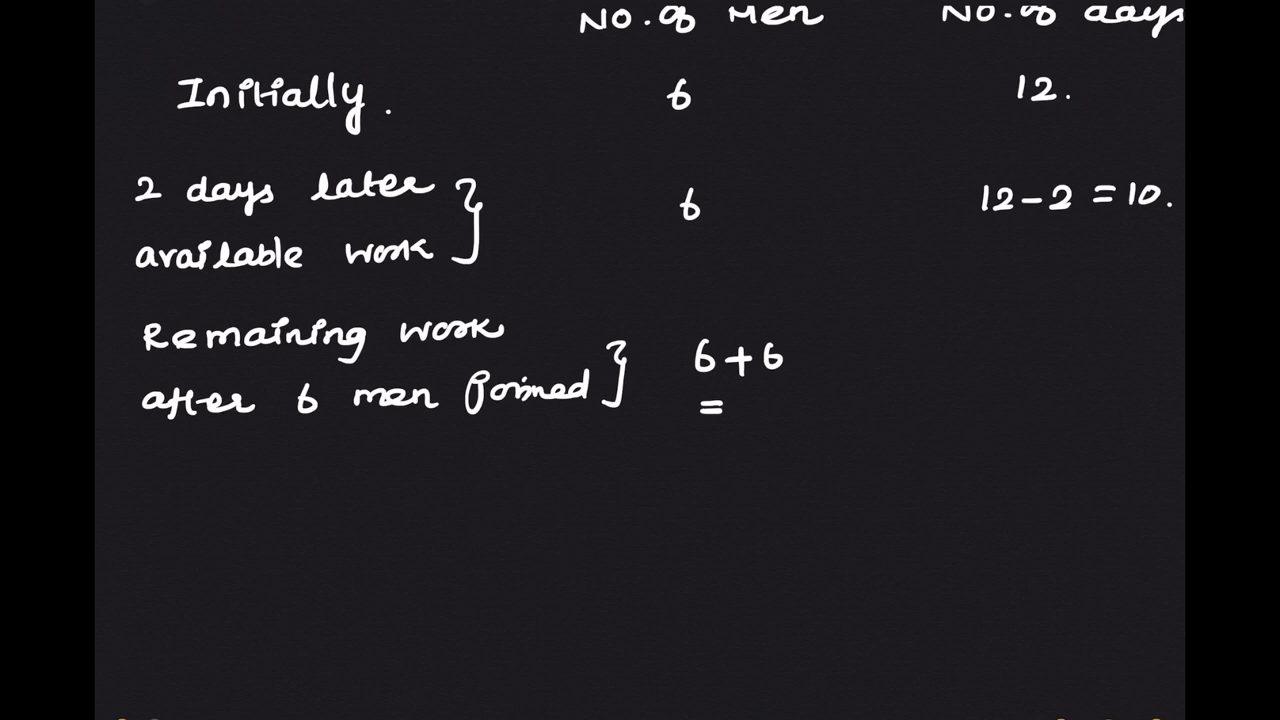 No. of Men No. of days
Initially. 6 12.
2 days later } 6 12-2=10.
available work
Remaining work
after 6 men joined } 6+6
=